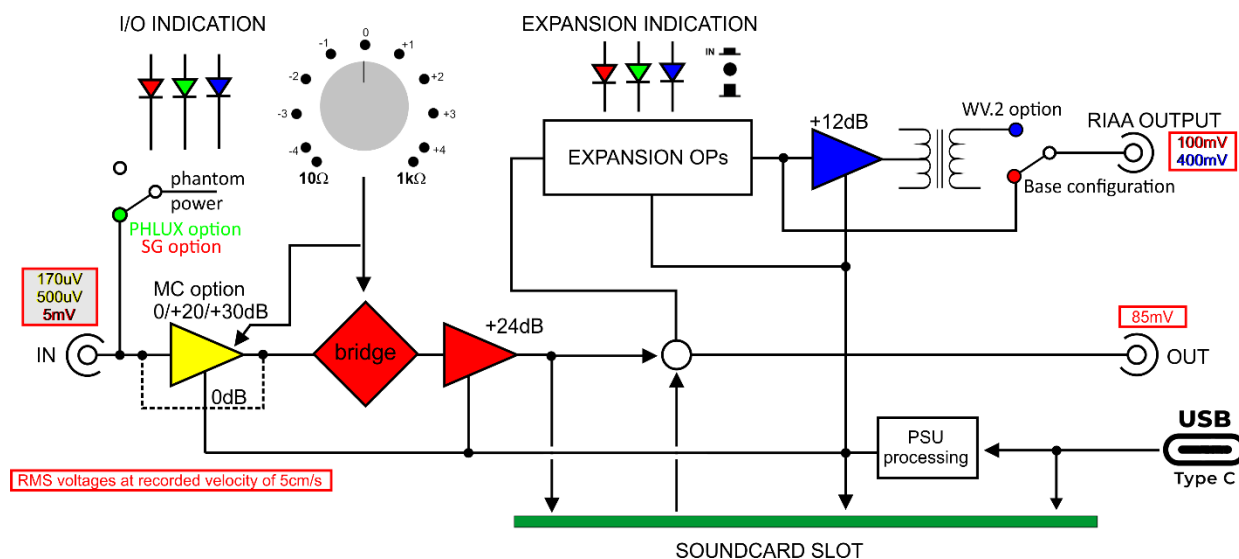 I/O INDICATION
EXPANSION INDICATION
0
-1
+1
-2
+2
-3
+3
-4
+4
10Ω
1kΩ
IN
+12dB
WV.2 option
RIAA OUTPUT
100mV
400mV
EXPANSION OPs
Base configuration
phantom
power
PHLUX option
SG option
170uV
500uV
5mV
MC option
0/+20/+30dB
+24dB
85mV
IN
bridge
OUT
0dB
USB
Type C
PSU
processing
RMS voltages at recorded velocity of 5cm/s
SOUNDCARD SLOT